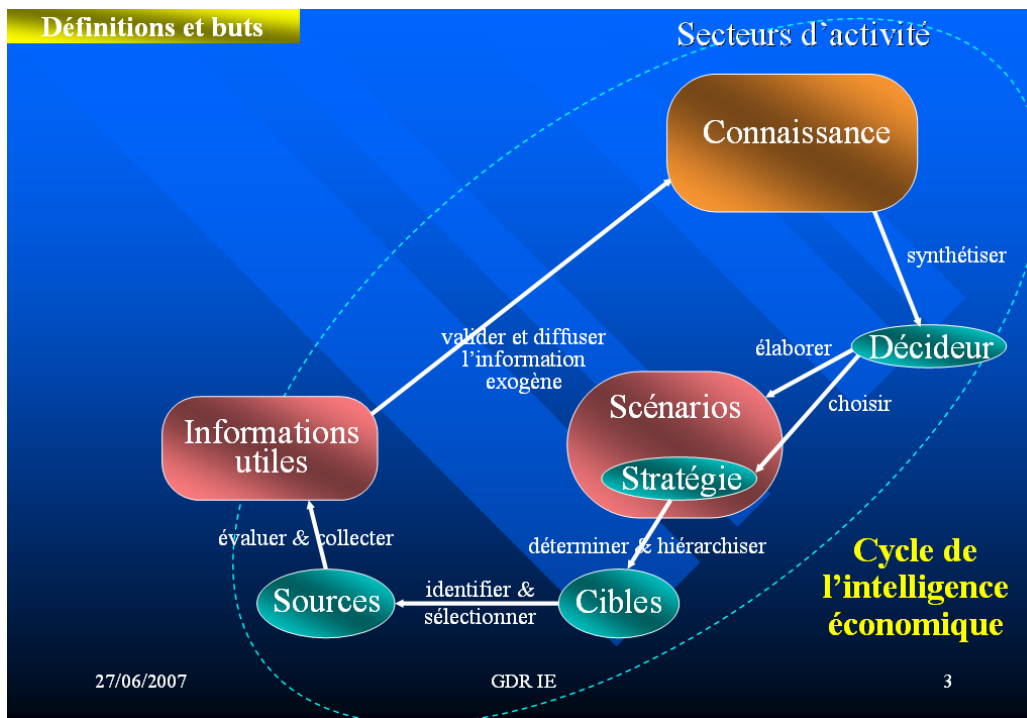 Définitions et buts
Secteurs d'activité
Connaissance
synthétiser
valider et diffuser
l'information
exogène
élaborer
Décideur
choisir
Scénarios
Stratégie
Informations
utiles
évaluer & collecter
déterminer & hiérarchiser
Sources
identifier &
sélectionner
Cibles
Cycle de
l'intelligence
économique
27/06/2007
GDR IE
3